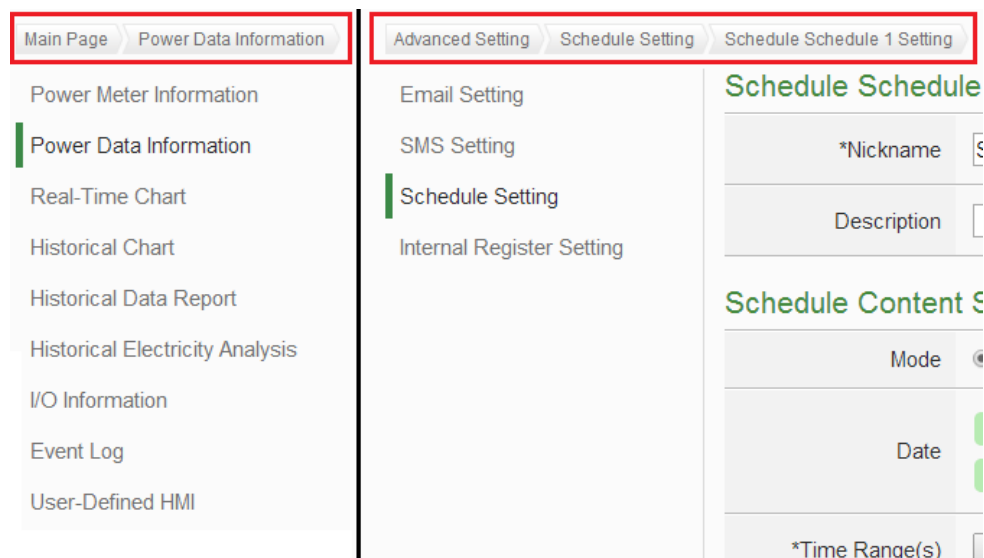 Main Page Power Data Information
Power Meter Information
Power Data Information
Real-Time Chart
Historical Chart
Historical Data Report
Historical Electricity Analysis
I/O Information
Event Log
User-Defined HMI
Advanced Setting Schedule Setting Schedule Schedule 1 Setting
Email Setting
SMS Setting
Schedule Setting
Internal Register Setting
Schedule Schedule
*Nickname
Description
Schedule Content
Mode
Date
*Time Range(s)